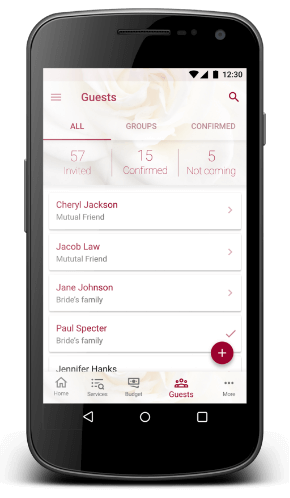 12:30
Guests
ALL GROUPS CONFIRMED
57 15 5
Invited Confirmed Not coming
Cheryl Jackson
Mutual Friend
Jacob Law
Mututal Friend
Jane Johnson
Bride's family
Paul Specter
Bride's family
Jennifer Hanks
Home Services Budget Guests More